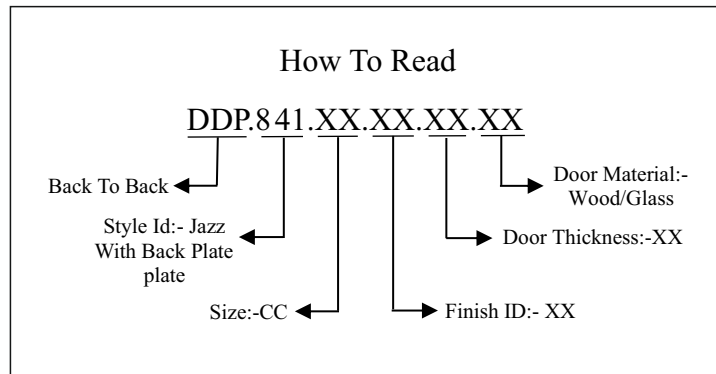 How To Read
DDP.841.XX.XX.XX.XX
Back To Back
Door Material:-
Wood/Glass
Style Id:- Jazz
With Back Plate
plate
Door Thickness:-XX
Size:-CC
Finish ID:- XX